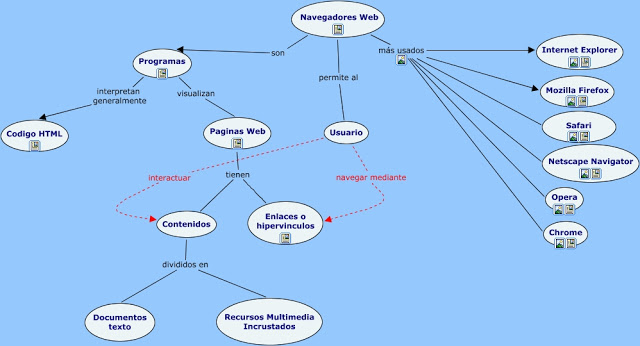 Navegadores Web
son
más usados
Internet Explorer
Programas
permite al
Mozilla Firefox
interpretan
generalmente
visualizan
Safari
Codigo HTML
Paginas Web
Usuario
Netscape Navigator
interactuar
tienen
navegar mediante
Opera
Contenidos
Enlaces o
hipervinculos
Chrome
divididos en
Documentos
texto
Recursos Multimedia
Incrustados